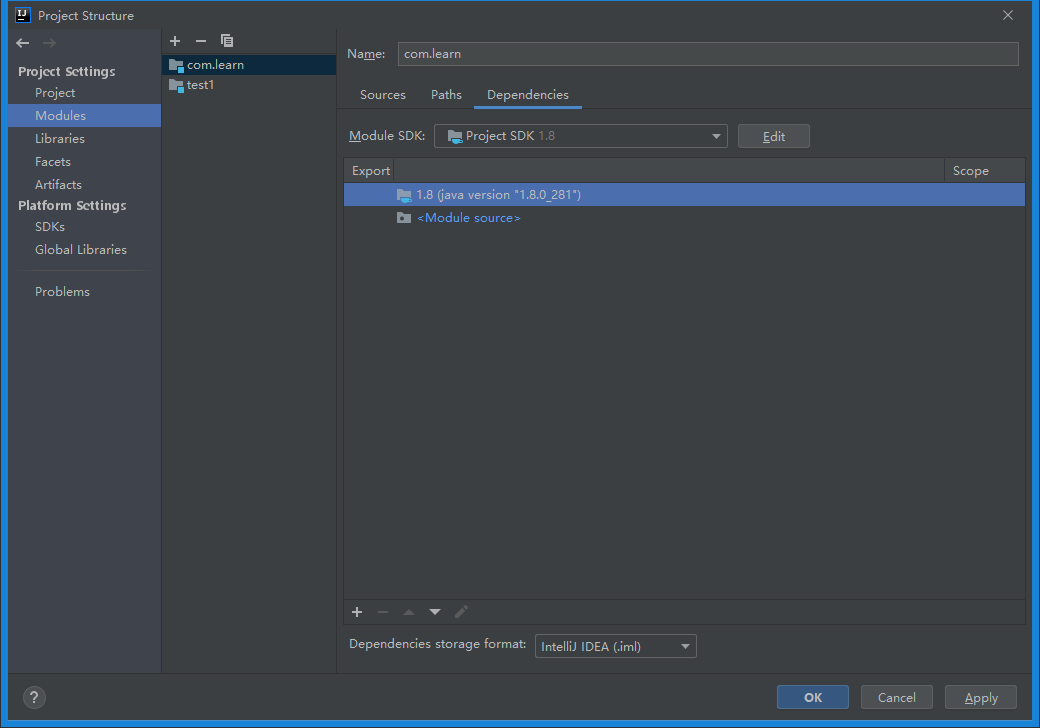 Project Structure
Project Settings
Project
Modules
Libraries
Facets
Artifacts
Platform Settings
SDKs
Global Libraries
Problems
com.learn
test1
Name: com.learn
Sources Paths Dependencies
Module SDK: Project SDK 1.8 Edit
Export Scope
1.8 (java version "1.8.0_281")
<Module source>
Dependencies storage format: IntelliJ IDEA (.iml)
? OK Cancel Apply